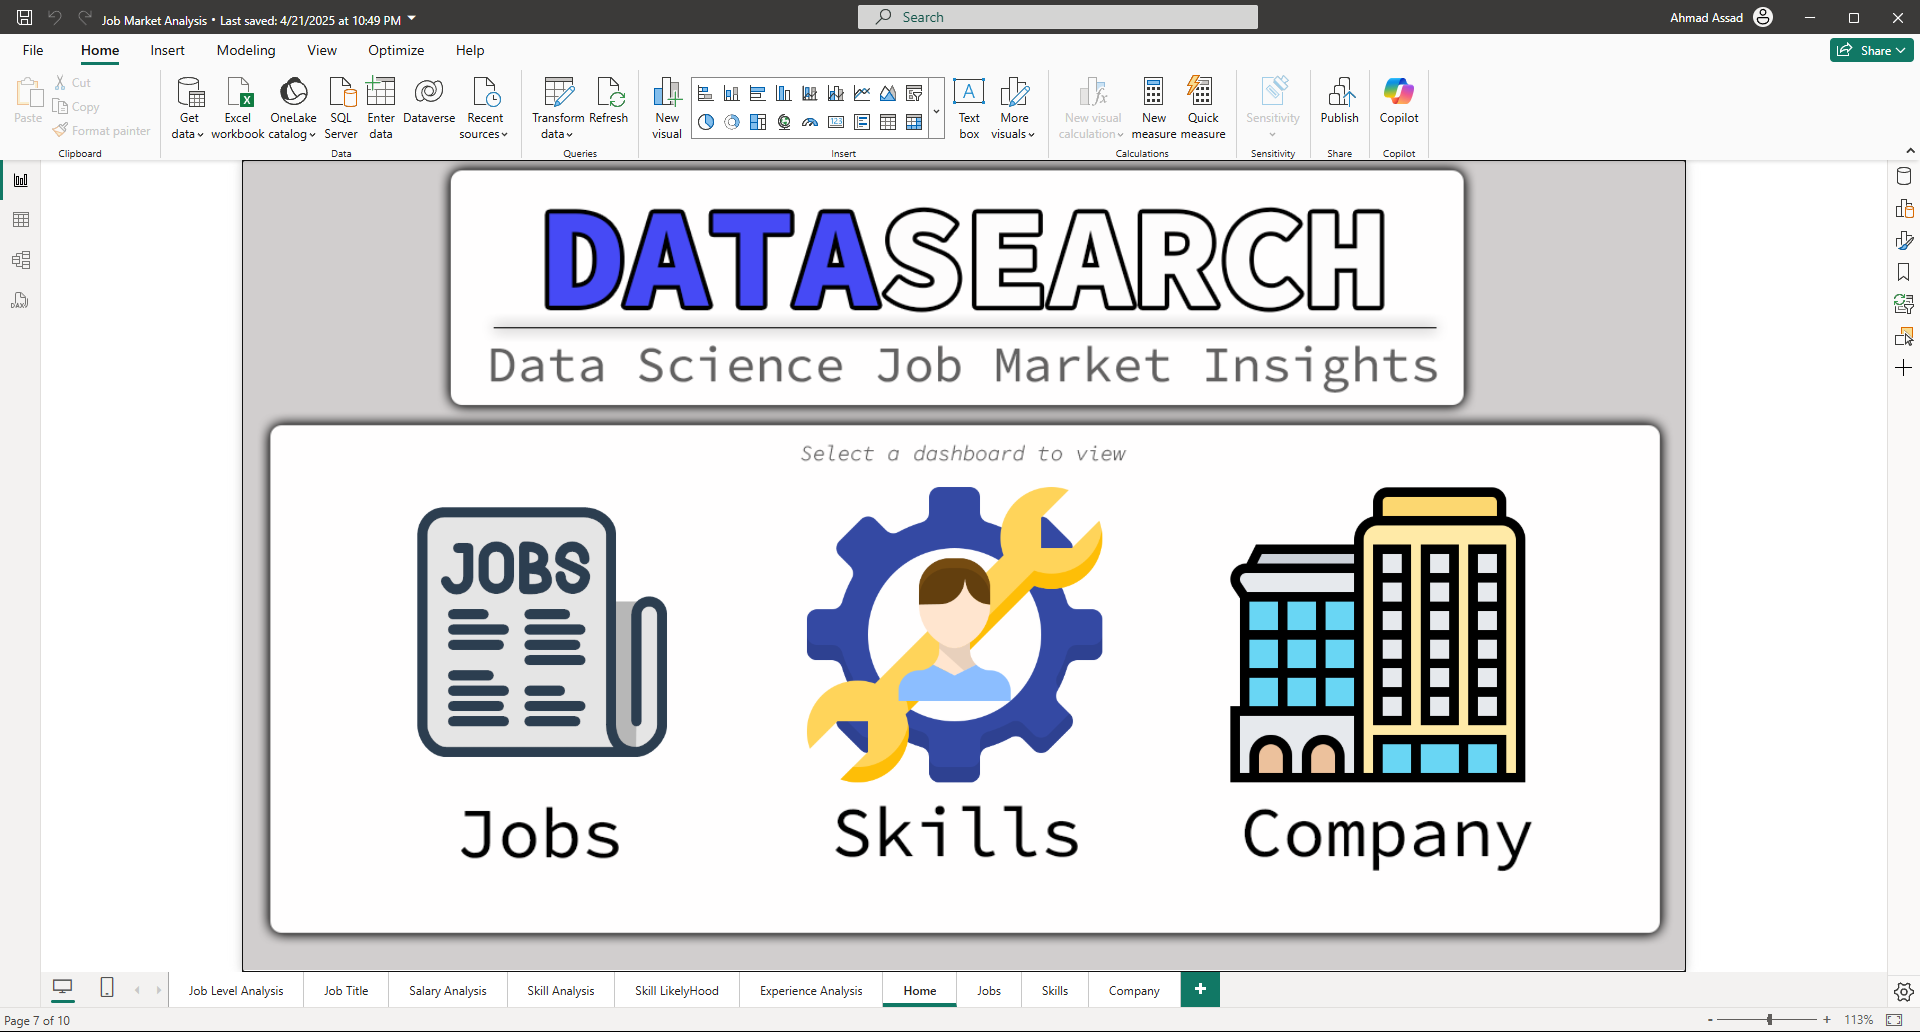 Job Market Analysis • Last saved: 4/21/2025 at 10:49 PM
Search
Ahmad Assad
File Home Insert Modeling View Optimize Help
Share
Paste
Cut
Copy
Format painter
Clipboard
Get data
Excel workbook
OneLake catalog
SQL Server
Enter data
Dataverse
Recent sources
Data
Transform data
Refresh
Queries
New visual
123
A
Text box
More visuals
Insert
New visual calculation
New measure
Quick measure
Calculations
Sensitivity
Sensitivity
Publish
Share
Copilot
Copilot
DAX
DATASEARCH
Data Science Job Market Insights
Select a dashboard to view
JOBS
Jobs
Skills
Company
Job Level Analysis
Job Title
Salary Analysis
Skill Analysis
Skill LikelyHood
Experience Analysis
Home
Jobs
Skills
Company
+
Page 7 of 10
- + 113%